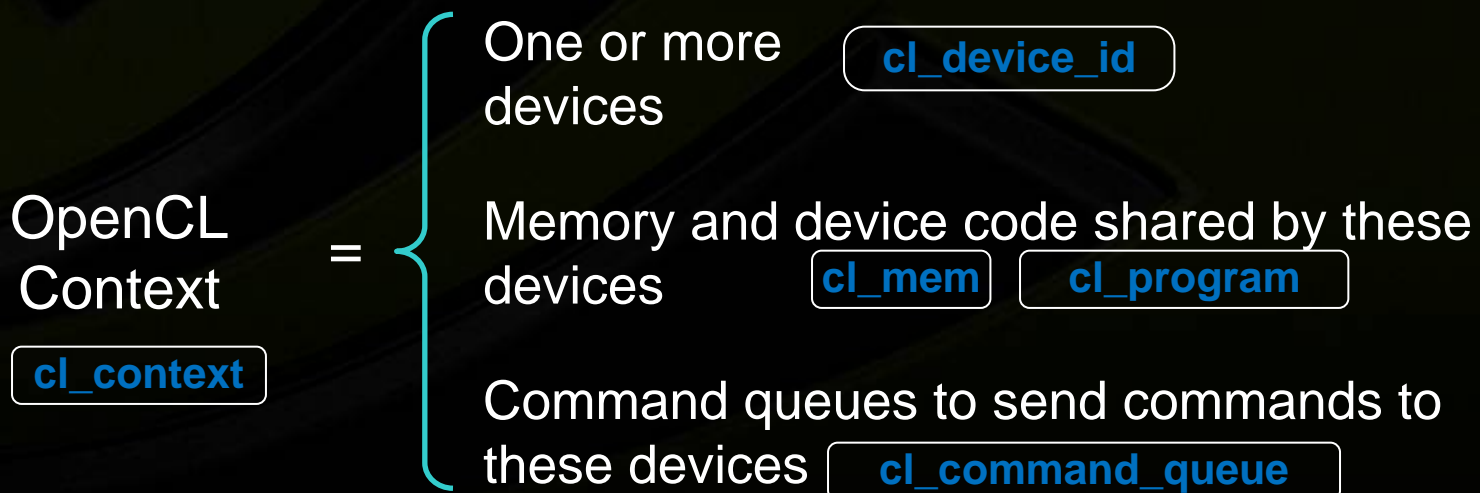 OpenCL
Context
cl_context
=
One or more
devices
cl_device_id
Memory and device code shared by these
devices cl_mem cl_program
Command queues to send commands to
these devices cl_command_queue